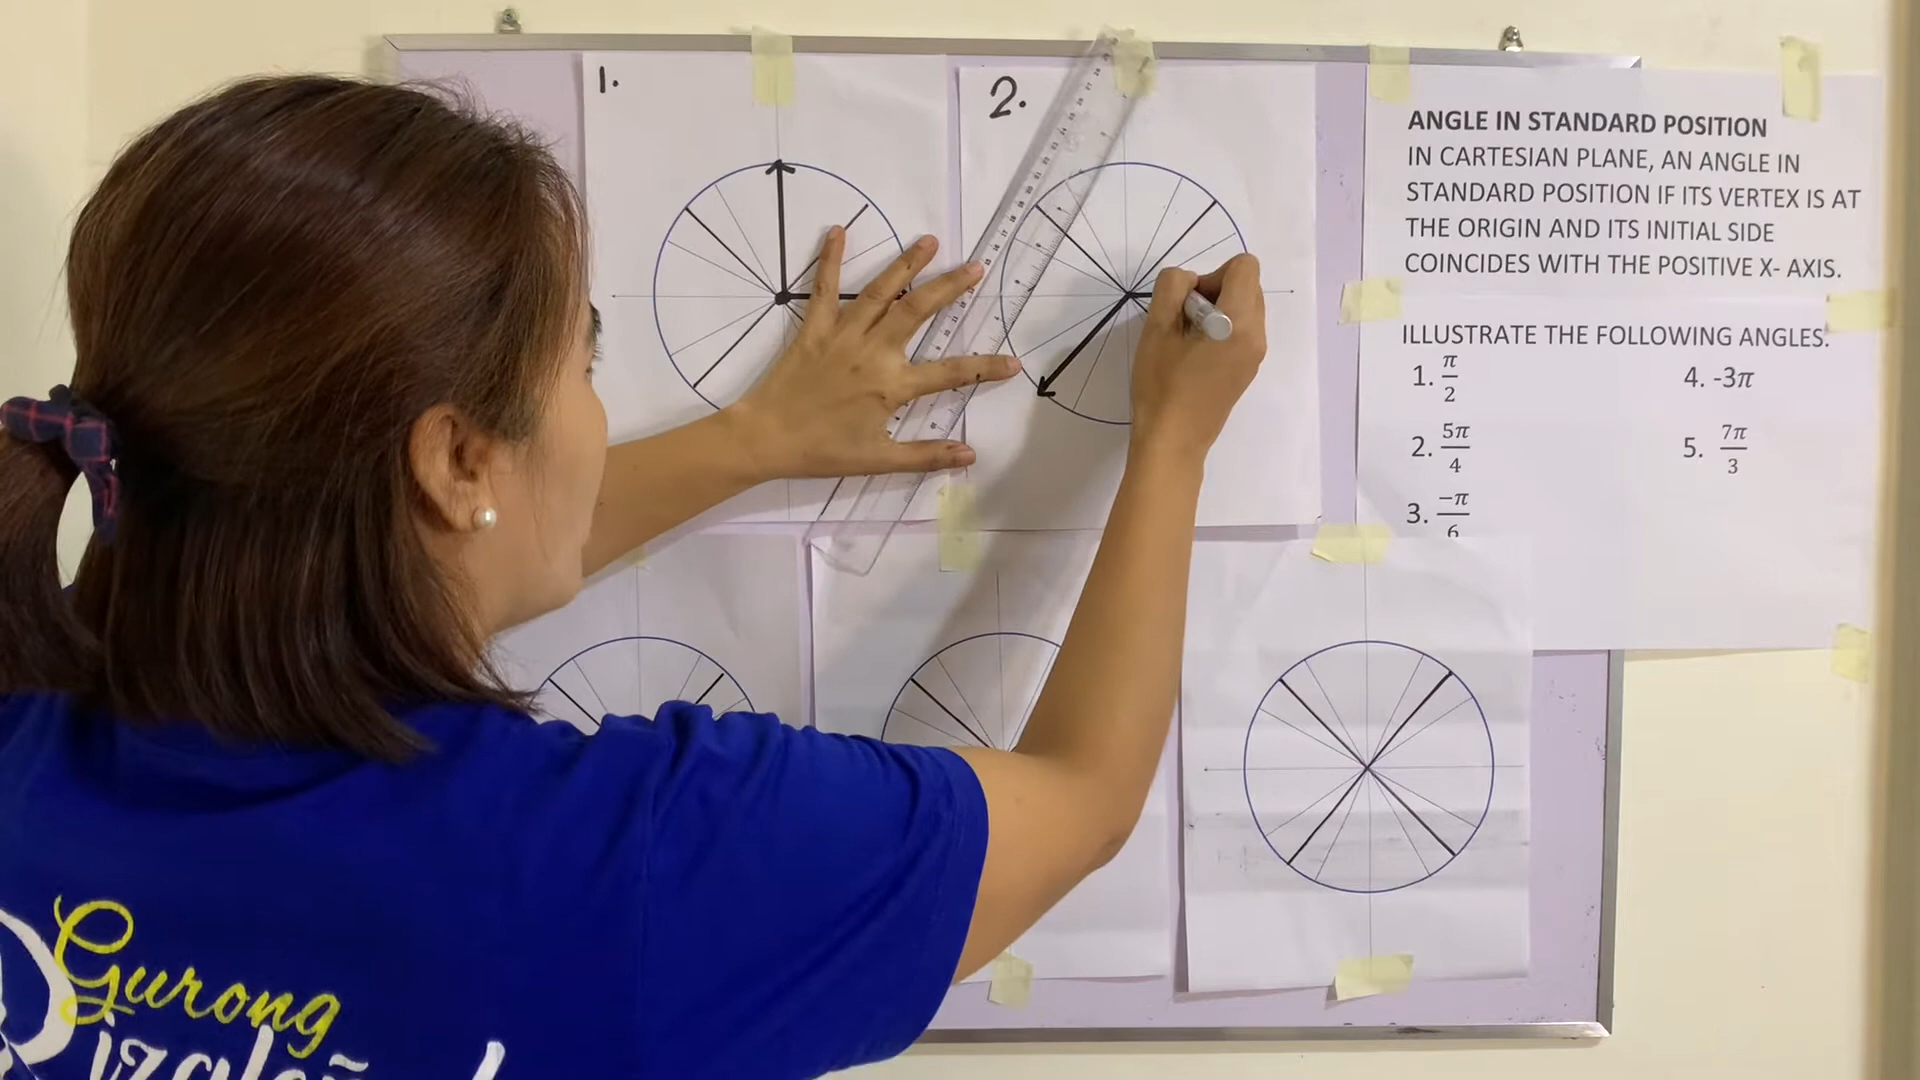 1.
2.
ANGLE IN STANDARD POSITION
IN CARTESIAN PLANE, AN ANGLE IN
STANDARD POSITION IF ITS VERTEX IS AT
THE ORIGIN AND ITS INITIAL SIDE
COINCIDES WITH THE POSITIVE X- AXIS.
ILLUSTRATE THE FOLLOWING ANGLES.
1. π/2
4. -3π
2. 5π/4
5. 7π/3
3. −π/6
Gurong